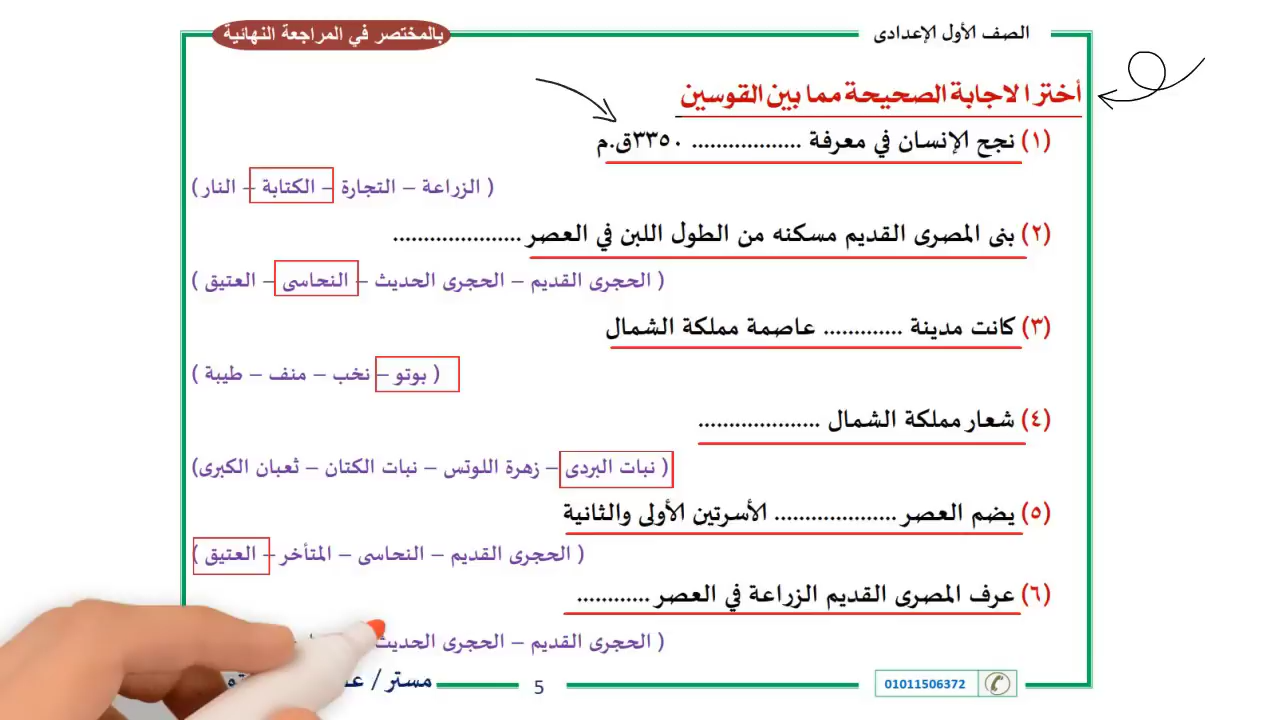 الصف الأول الإعدادى
بالمختصر في المراجعة النهائية
أختر الاجابة الصحيحة مما بين القوسين
(١) نجح الإنسان في معرفة .................. ٣٣٥٠ق.م
( الزراعة – التجارة – الكتابة – النار )
(٢) بنى المصرى القديم مسكنه من الطول اللبن في العصر .....................
( الحجرى القديم – الحجرى الحديث – النحاسى – العتيق )
(٣) كانت مدينة ............. عاصمة مملكة الشمال
( بوتو – نخب – منف – طيبة )
(٤) شعار مملكة الشمال ....................
( نبات البردى – زهرة اللوتس – نبات الكتان – ثعبان الكبرى)
(٥) يضم العصر .................... الأسرتين الأولى والثانية
( الحجرى القديم – النحاسى – المتأخر – العتيق )
(٦) عرف المصرى القديم الزراعة في العصر ............
( الحجرى القديم – الحجرى الحديث
01011506372
5
مستر /